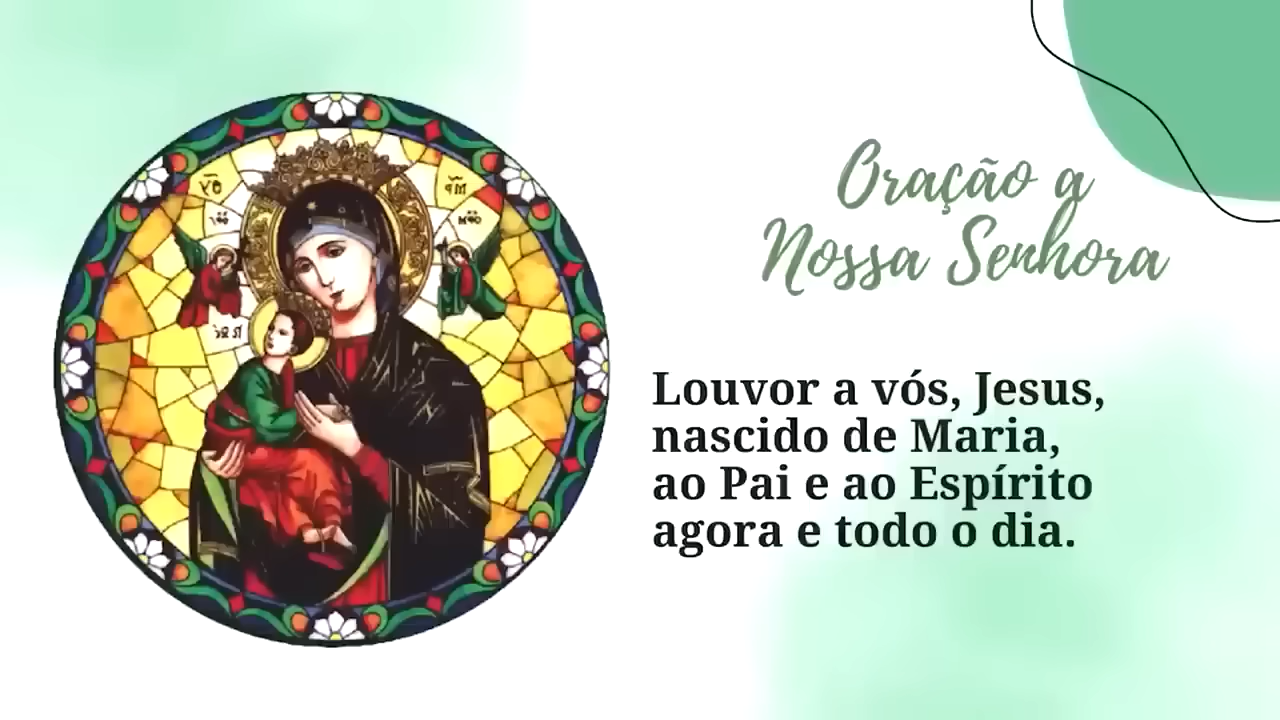 Oração a
Nossa Senhora
Louvor a vós, Jesus,
nascido de Maria,
ao Pai e ao Espírito
agora e todo o dia.